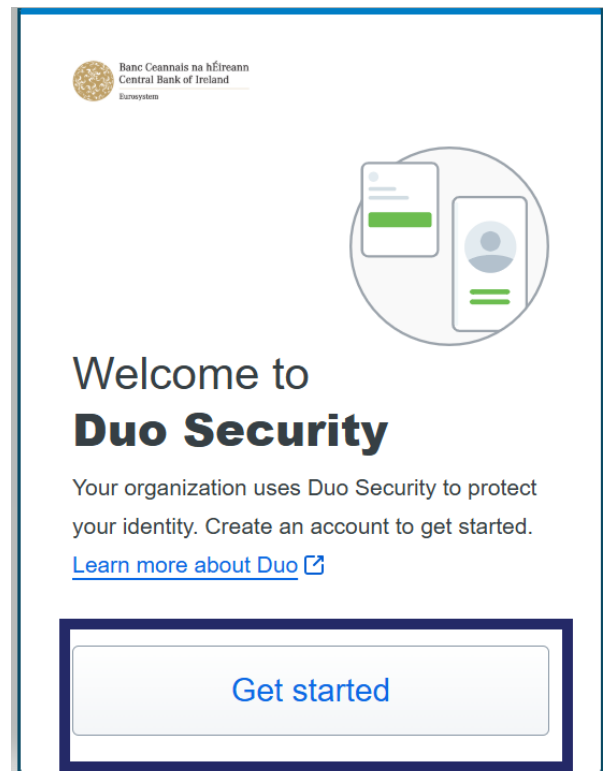 Banc Ceannais na hÉireann
Central Bank of Ireland
Eurosystem
Welcome to
Duo Security
Your organization uses Duo Security to protect
your identity. Create an account to get started.
Learn more about Duo
Get started